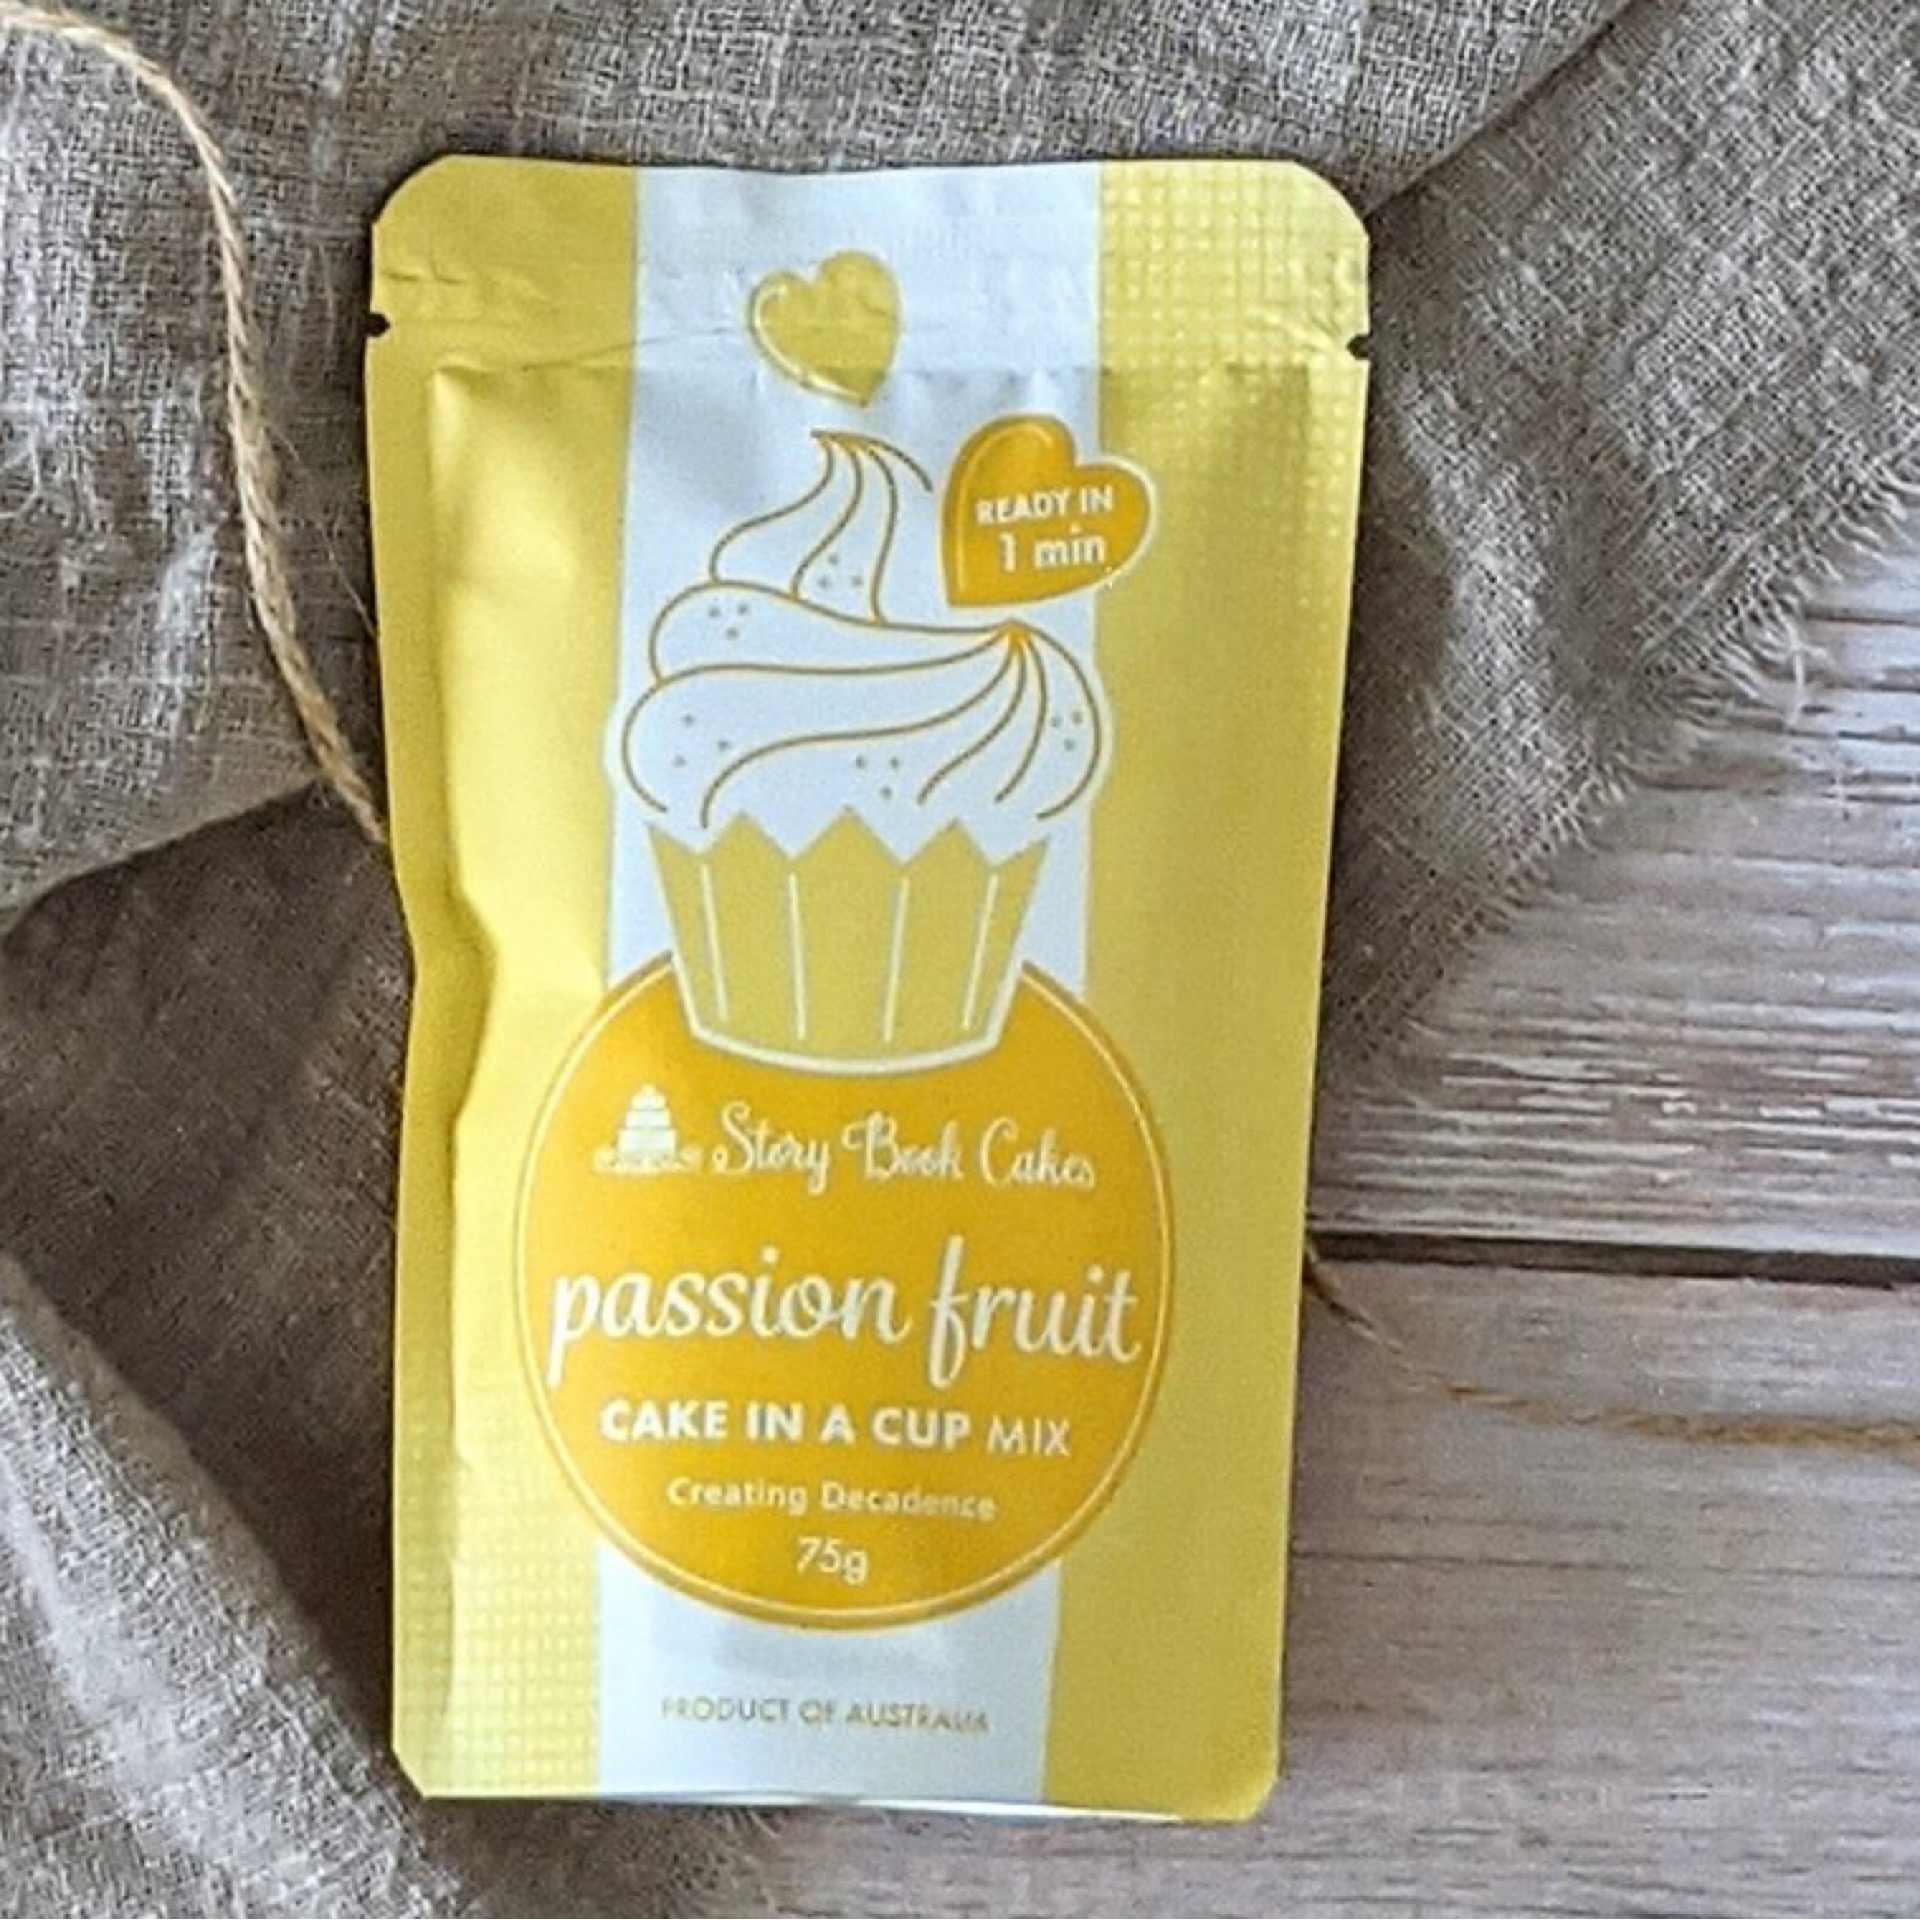 READY IN
1 min
Story Book Cakes
passion fruit
CAKE IN A CUP MIX
Creating Decadence
75g
PRODUCT OF AUSTRALIA